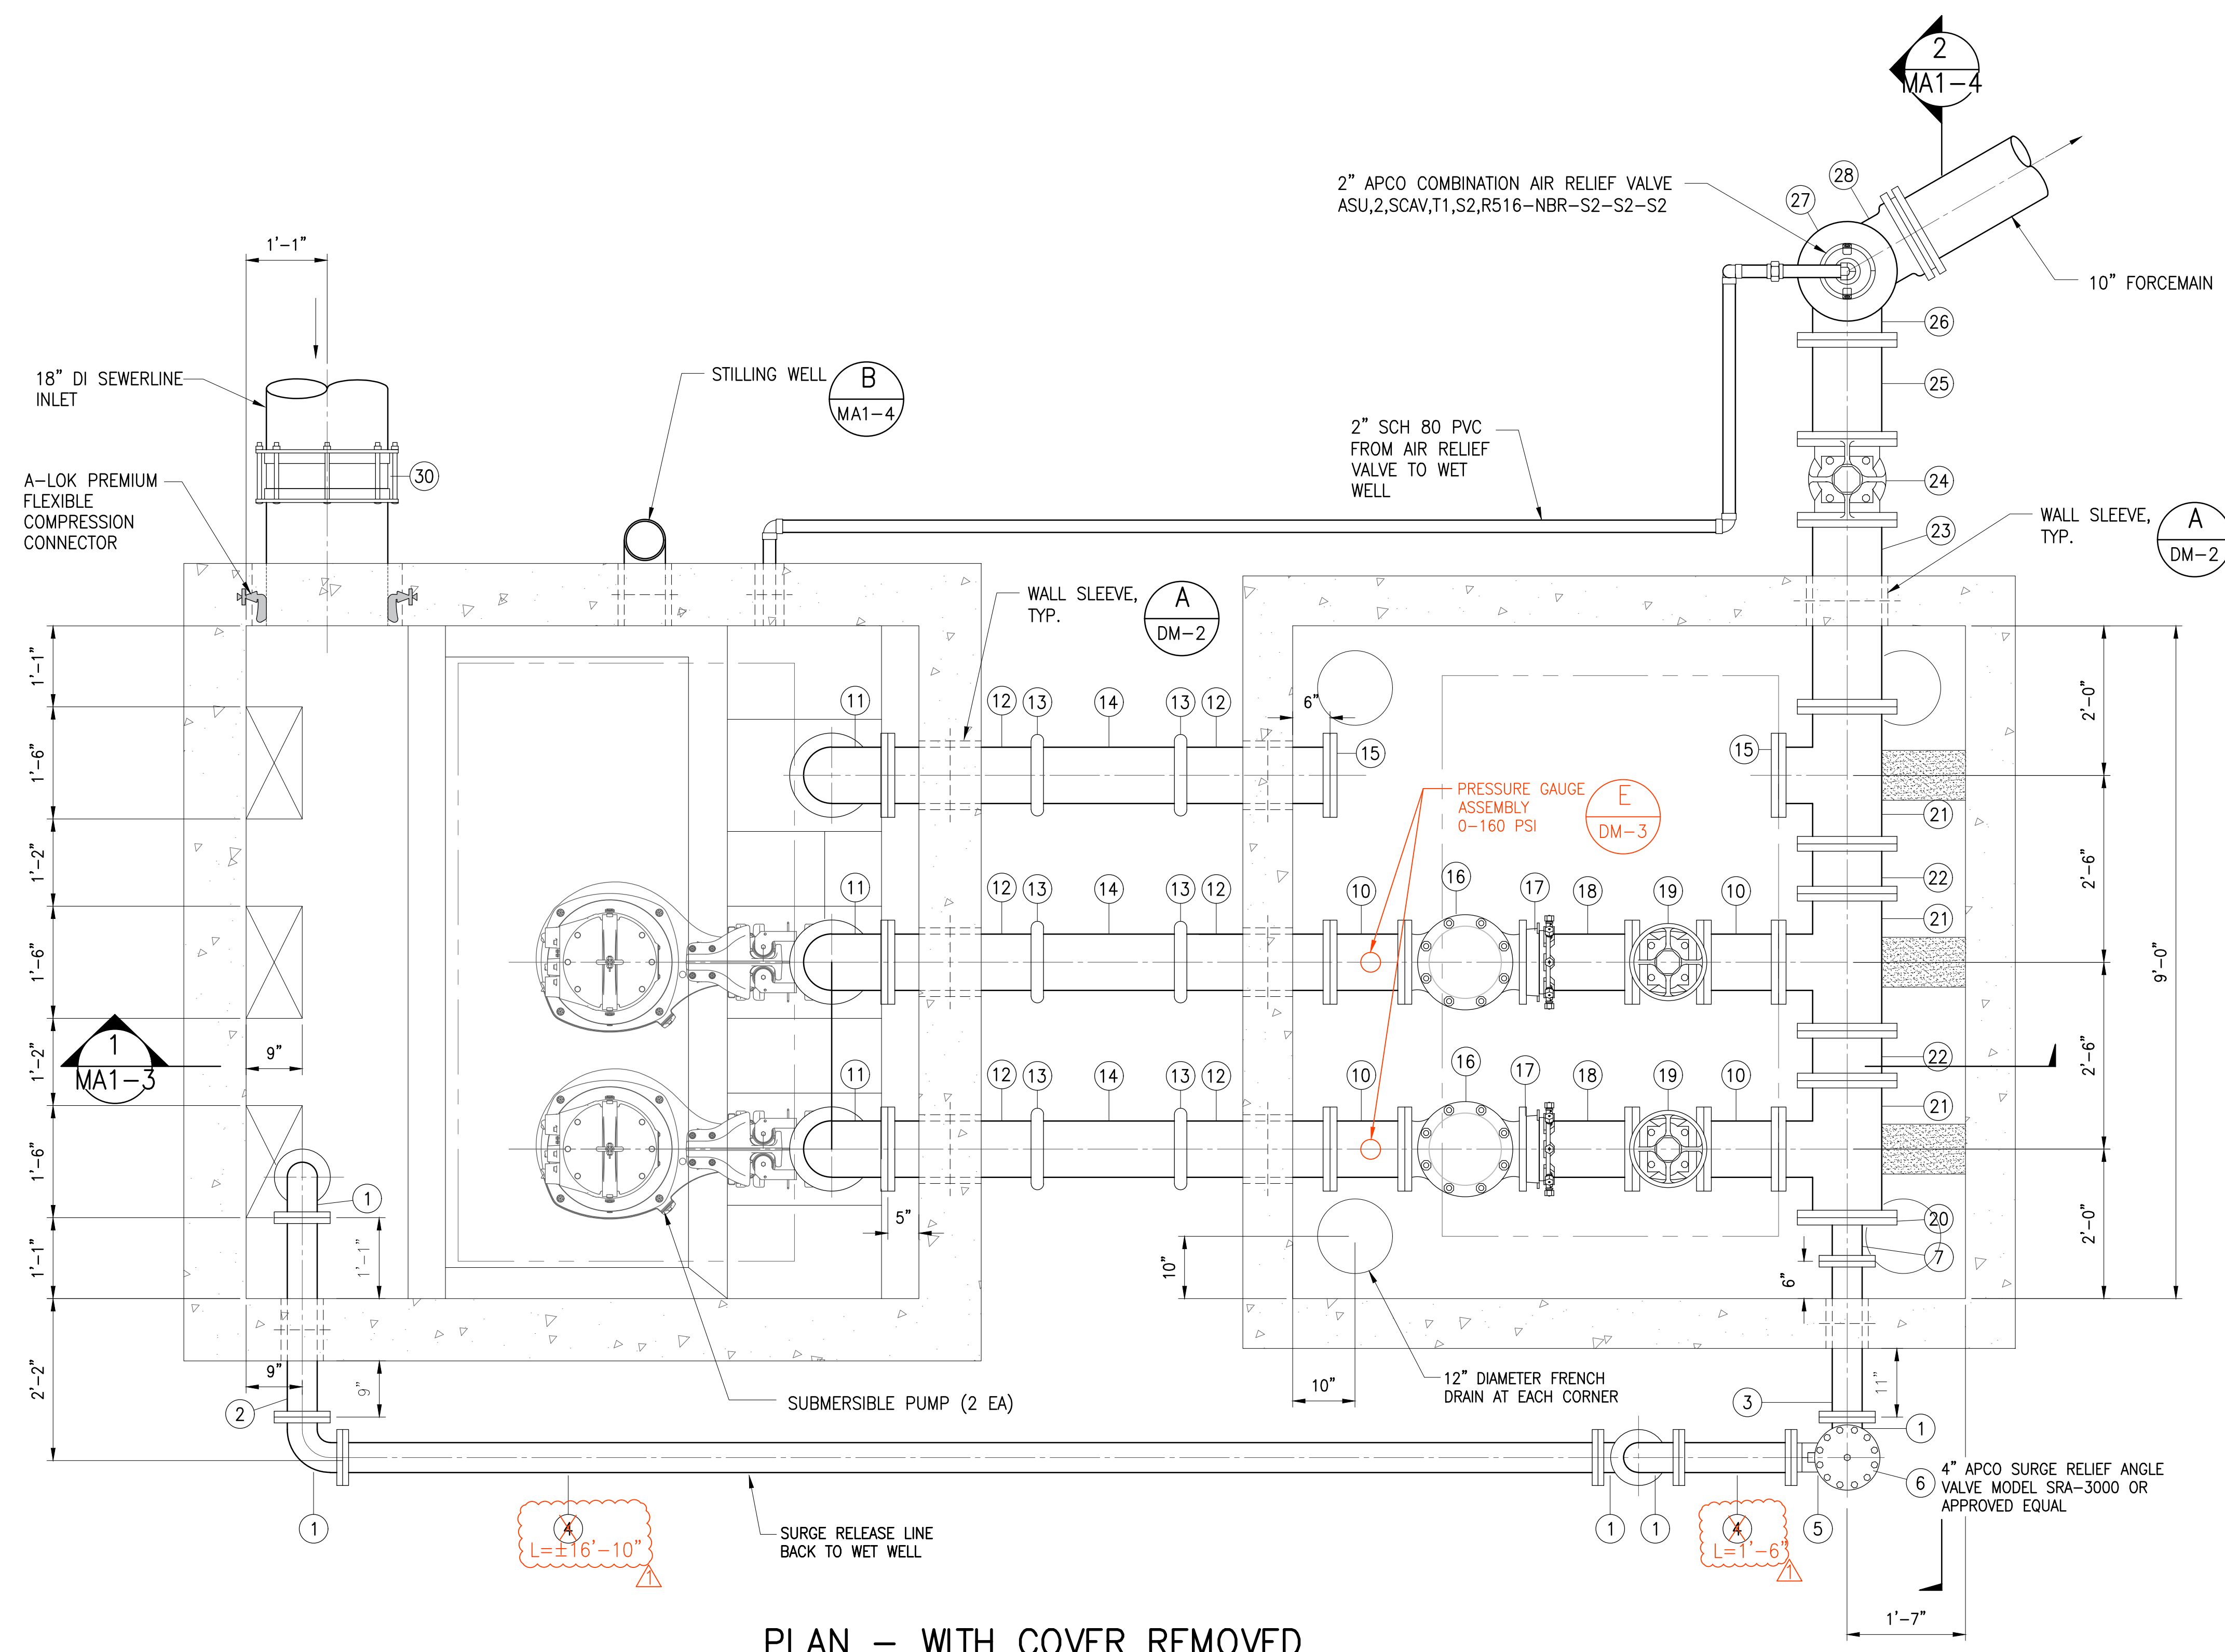 2
MA1-4
2" APCO COMBINATION AIR RELIEF VALVE
ASU,2,SCAV,T1,S2,R516-NBR-S2-S2-S2
27
28
10" FORCEMAIN
26
25
24
23
1'-1"
18" DI SEWERLINE
INLET
A-LOK PREMIUM
FLEXIBLE
COMPRESSION
CONNECTOR
30
STILLING WELL
B
MA1-4
2" SCH 80 PVC
FROM AIR RELIEF
VALVE TO WET
WELL
WALL SLEEVE,
TYP.
A
DM-2
WALL SLEEVE,
TYP.
A
DM-2
1'-1"
1'-6"
1'-2"
1'-6"
1'-2"
1'-6"
1'-1"
2'-2"
1
MA1-3
9"
11
12
13
14
13
12
6"
15
15
PRESSURE GAUGE
ASSEMBLY
0-160 PSI
E
DM-3
21
22
21
22
21
20
7
2'-0"
2'-6"
2'-6"
2'-0"
9'-0"
11
12
13
14
13
12
10
16
17
18
19
10
11
12
13
14
13
12
10
16
17
18
19
10
1
1'-1"
5"
10"
6"
9"
9"
2
SUBMERSIBLE PUMP (2 EA)
10"
12" DIAMETER FRENCH
DRAIN AT EACH CORNER
3
11"
1
6
4" APCO SURGE RELIEF ANGLE
VALVE MODEL SRA-3000 OR
APPROVED EQUAL
1
4
L=±16'-10"
1
SURGE RELEASE LINE
BACK TO WET WELL
1
1
4
L=1'-6"
1
5
1'-7"
PLAN - WITH COVER REMOVED